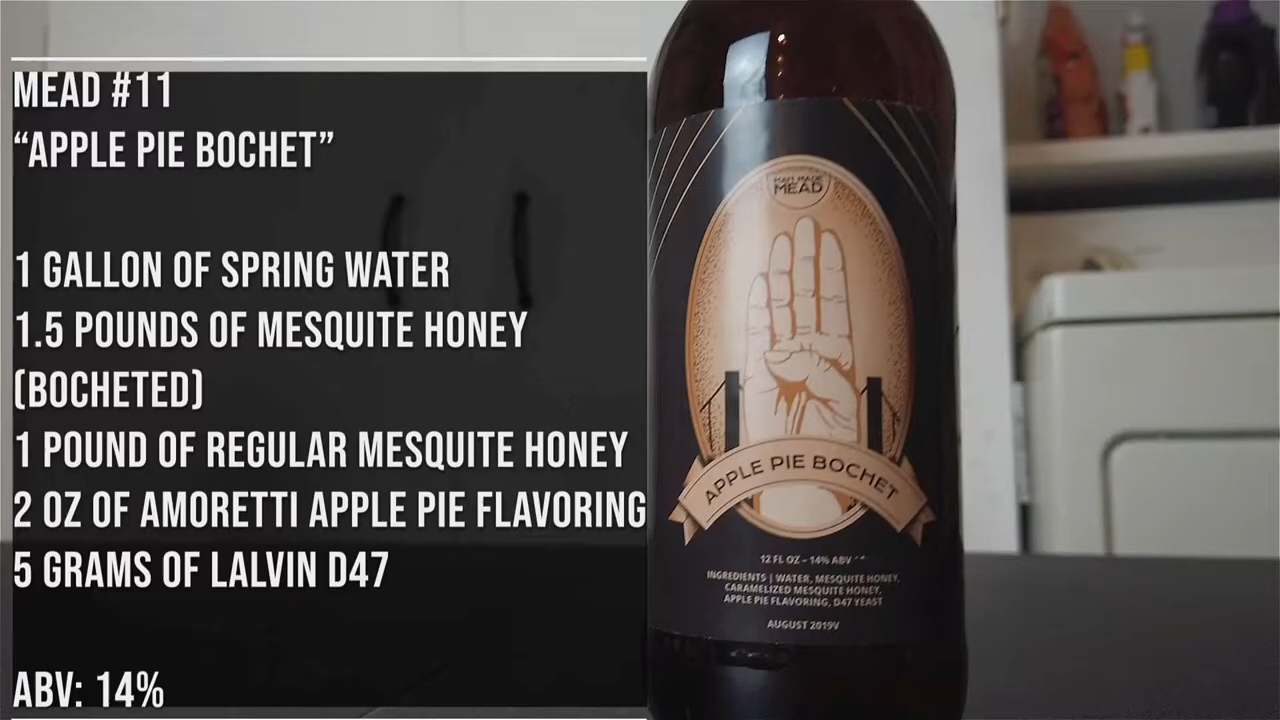 MEAD #11
“APPLE PIE BOCHET”
1 GALLON OF SPRING WATER
1.5 POUNDS OF MESQUITE HONEY
(BOCHETED)
1 POUND OF REGULAR MESQUITE HONEY
2 OZ OF AMORETTI APPLE PIE FLAVORING
5 GRAMS OF LALVIN D47
ABV: 14%
MAN MADE
MEAD
APPLE PIE BOCHET
12 FL OZ – 14% ABV
INGREDIENTS | WATER, MESQUITE HONEY,
CARAMELIZED MESQUITE HONEY,
APPLE PIE FLAVORING, D47 YEAST
AUGUST 2019V